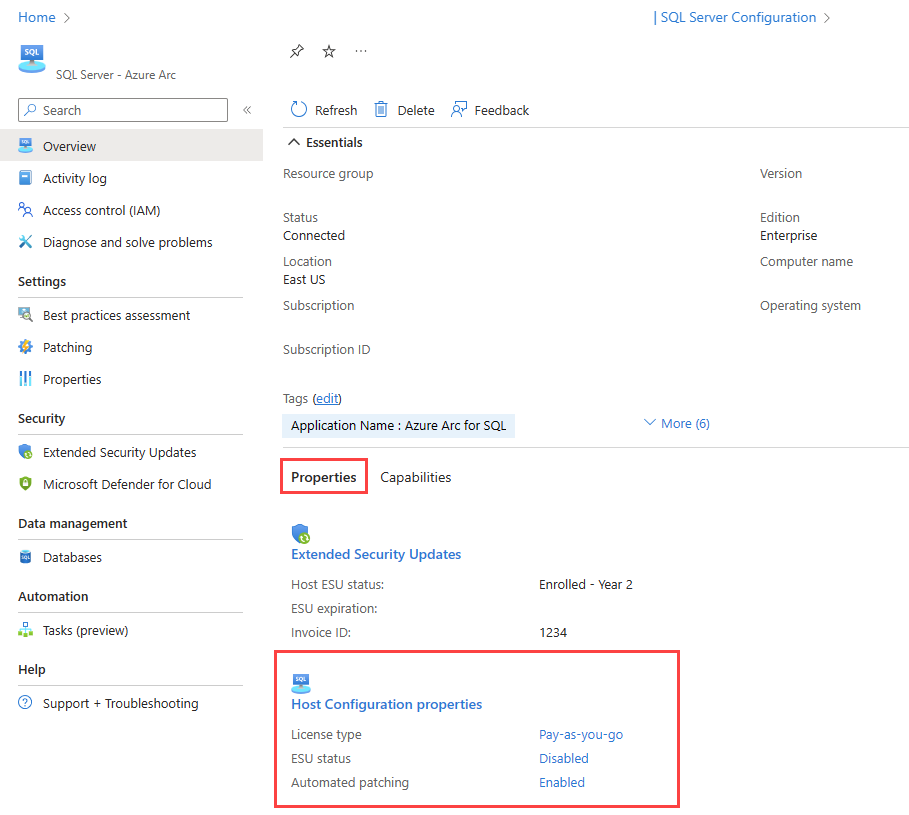 Home
| SQL Server Configuration
SQL
SQL Server - Azure Arc
Search
Refresh
Delete
Feedback
Overview
Activity log
Access control (IAM)
Diagnose and solve problems
Settings
Best practices assessment
Patching
Properties
Security
Extended Security Updates
Microsoft Defender for Cloud
Data management
Databases
Automation
Tasks (preview)
Help
Support + Troubleshooting
Essentials
Resource group
Version
Status
Connected
Edition
Enterprise
Location
East US
Computer name
Subscription
Operating system
Subscription ID
Tags (edit)
Application Name : Azure Arc for SQL
More (6)
Properties
Capabilities
Extended Security Updates
Host ESU status: Enrolled - Year 2
ESU expiration:
Invoice ID: 1234
SQL
Host Configuration properties
License type Pay-as-you-go
ESU status Disabled
Automated patching Enabled